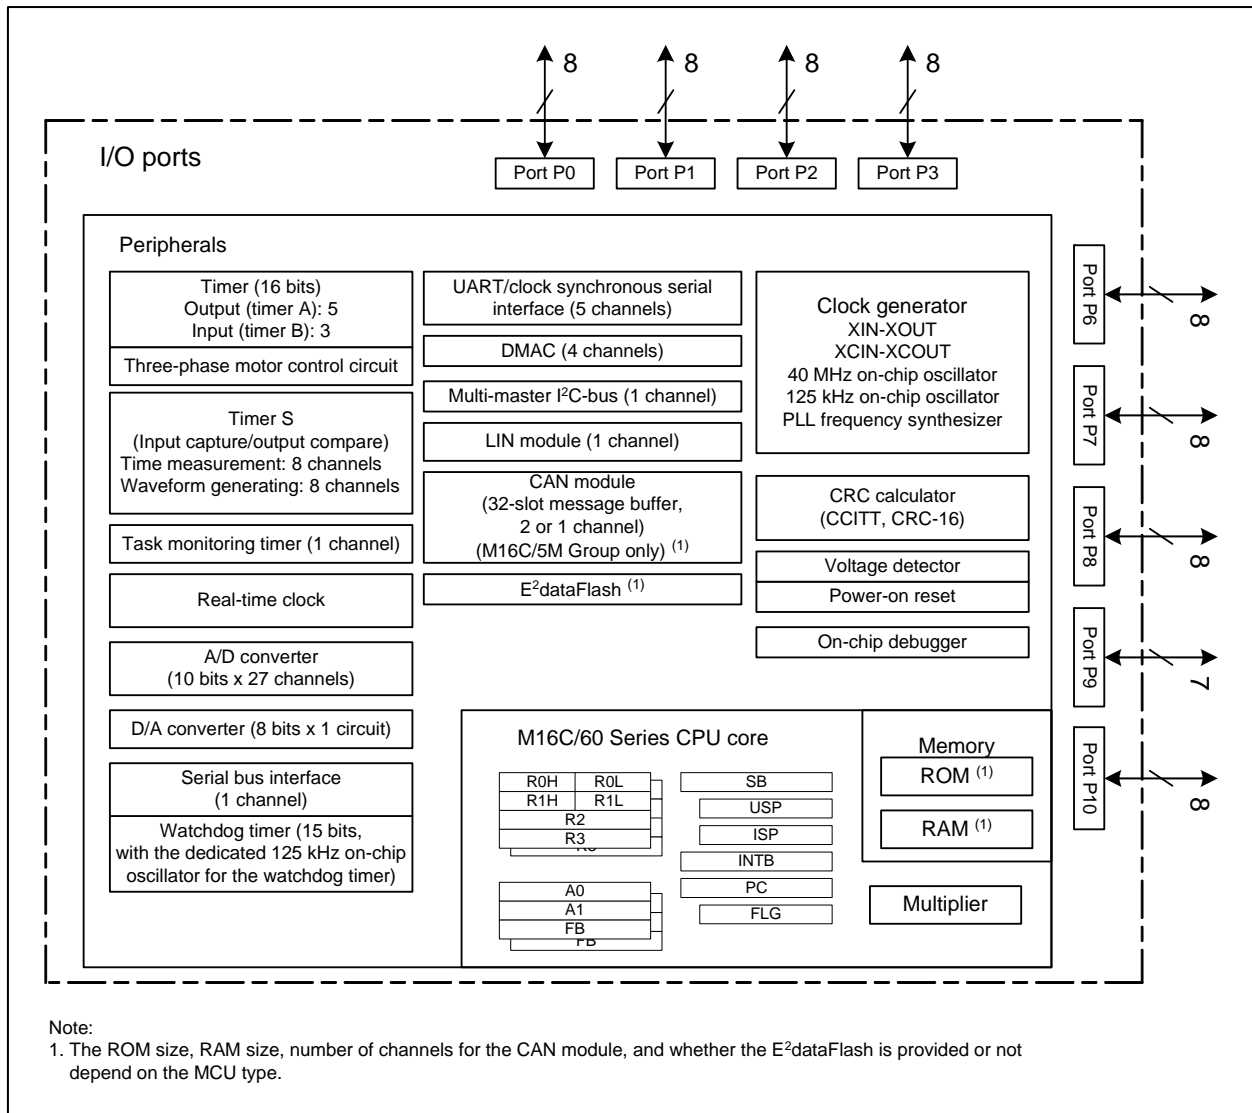 8
8
8
8
I/O ports
Port P0
Port P1
Port P2
Port P3
Peripherals
Timer (16 bits)
Output (timer A): 5
Input (timer B): 3
Three-phase motor control circuit
Timer S
(Input capture/output compare)
Time measurement: 8 channels
Waveform generating: 8 channels
Task monitoring timer (1 channel)
Real-time clock
A/D converter
(10 bits x 27 channels)
D/A converter (8 bits x 1 circuit)
Serial bus interface
(1 channel)
Watchdog timer (15 bits,
with the dedicated 125 kHz on-chip
oscillator for the watchdog timer)
UART/clock synchronous serial
interface (5 channels)
DMAC (4 channels)
Multi-master I²C-bus (1 channel)
LIN module (1 channel)
CAN module
(32-slot message buffer,
2 or 1 channel)
(M16C/5M Group only) (1)
E²dataFlash (1)
Clock generator
XIN-XOUT
XCIN-XCOUT
40 MHz on-chip oscillator
125 kHz on-chip oscillator
PLL frequency synthesizer
CRC calculator
(CCITT, CRC-16)
Voltage detector
Power-on reset
On-chip debugger
M16C/60 Series CPU core
R0H
R0L
R1H
R1L
R2
R3
A0
A1
FB
FB
SB
USP
ISP
INTB
PC
FLG
Memory
ROM (1)
RAM (1)
Multiplier
Port P6
8
Port P7
8
Port P8
8
Port P9
7
Port P10
8
Note:
1. The ROM size, RAM size, number of channels for the CAN module, and whether the E²dataFlash is provided or not
depend on the MCU type.